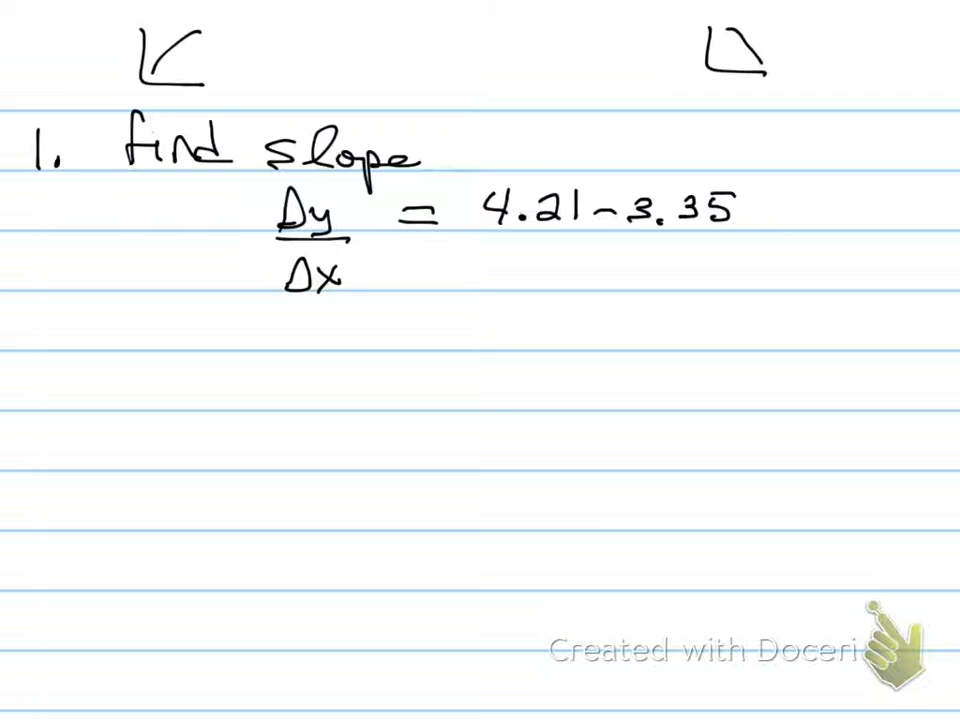 1. find slope
Δy = 4.21 - 3.35
Δx
Created with Doceri